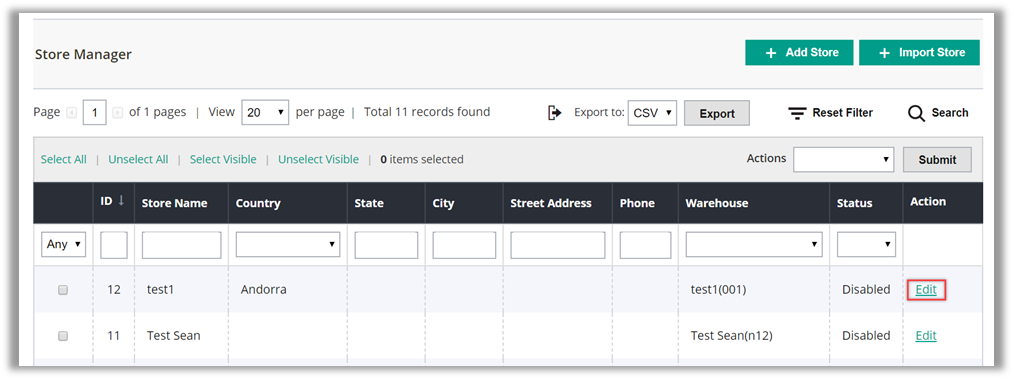 Store Manager
+ Add Store
+ Import Store
Page 1 of 1 pages | View 20 per page | Total 11 records found
Export to: CSV Export
Reset Filter
Search
Select All | Unselect All | Select Visible | Unselect Visible | 0 items selected
Actions Submit
ID ↓ Store Name Country State City Street Address Phone Warehouse Status Action
Any
12 test1 Andorra test1(001) Disabled Edit
11 Test Sean Test Sean(n12) Disabled Edit